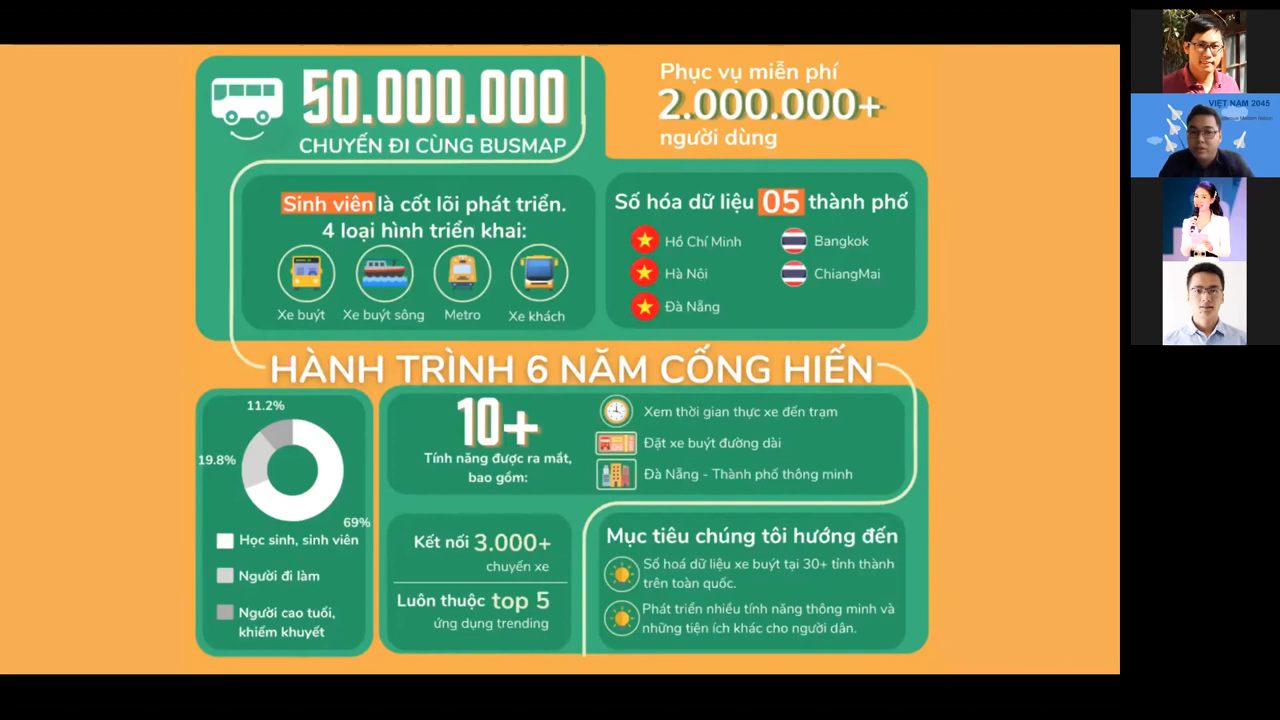 50.000.000
CHUYẾN ĐI CÙNG BUSMAP
Phục vụ miễn phí
2.000.000+
người dùng
Sinh viên là cốt lõi phát triển.
4 loại hình triển khai:
Xe buýt
Xe buýt sông
Metro
Xe khách
Số hóa dữ liệu 05 thành phố
Hồ Chí Minh
Hà Nội
Đà Nẵng
Bangkok
ChiangMai
HÀNH TRÌNH 6 NĂM CỐNG HIẾN
11.2%
19.8%
69%
Học sinh, sinh viên
Người đi làm
Người cao tuổi,
khiếm khuyết
10+
Tính năng được ra mắt,
bao gồm:
Xem thời gian thực xe đến trạm
Đặt xe buýt đường dài
Đà Nẵng - Thành phố thông minh
Kết nối 3.000+
chuyến xe
Luôn thuộc top 5
ứng dụng trending
Mục tiêu chúng tôi hướng đến
Số hoá dữ liệu xe buýt tại 30+ tỉnh thành
trên toàn quốc.
Phát triển nhiều tính năng thông minh và
những tiện ích khác cho người dân.
VIỆT NAM 2045
Modern Nation